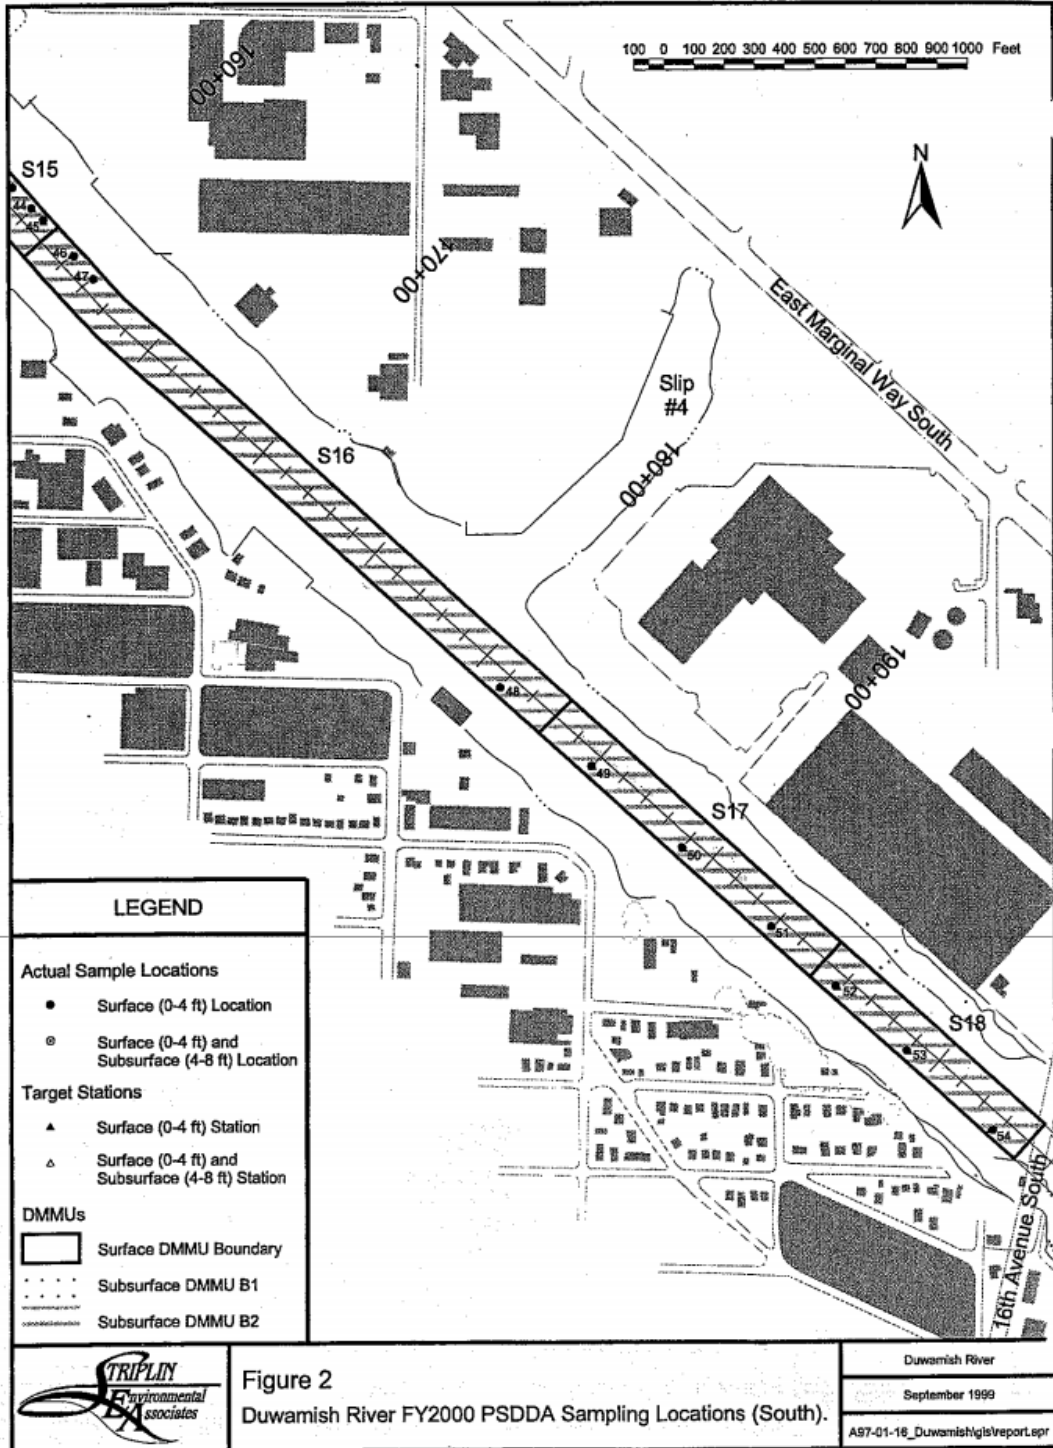 100 0 100 200 300 400 500 600 700 800 900 1000 Feet
N
160+00
S15
44
45
46
47
170+00
East Marginal Way South
Slip
#4
S16
180+00
48
190+00
49
S17
50
51
52
S18
53
54
16th Avenue South
LEGEND
Actual Sample Locations
Surface (0-4 ft) Location
Surface (0-4 ft) and
Subsurface (4-8 ft) Location
Target Stations
Surface (0-4 ft) Station
Surface (0-4 ft) and
Subsurface (4-8 ft) Station
DMMUs
Surface DMMU Boundary
Subsurface DMMU B1
Subsurface DMMU B2
STRIPLIN
Environmental
Associates
Figure 2
Duwamish River FY2000 PSDDA Sampling Locations (South).
Duwamish River
September 1999
A97-01-16_Duwamish\gis\report.apr